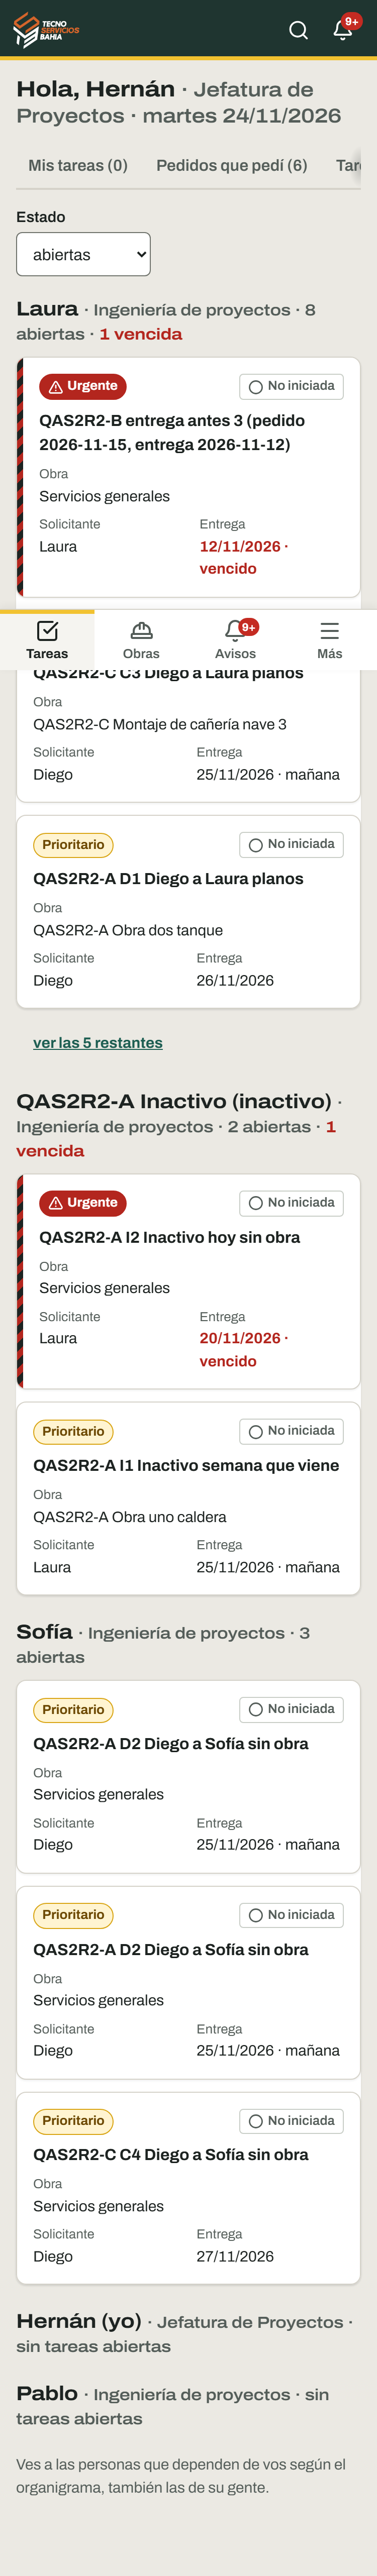 TECNO
SERVICIOS
BAHIA
9+
Hola, Hernán · Jefatura de
Proyectos · martes 24/11/2026
Mis tareas (0) Pedidos que pedí (6)
Estado
abiertas
Laura · Ingeniería de proyectos · 8
abiertas · 1 vencida
Urgente No iniciada
QAS2R2-B entrega antes 3 (pedido
2026-11-15, entrega 2026-11-12)
Obra
Servicios generales
Solicitante Entrega
Laura 12/11/2026 ·
vencido
Tareas Obras 9+ Avisos Más
QAS2R2-C C3 Diego a Laura planos
Obra
QAS2R2-C Montaje de cañería nave 3
Solicitante Entrega
Diego 25/11/2026 · mañana
Prioritario No iniciada
QAS2R2-A D1 Diego a Laura planos
Obra
QAS2R2-A Obra dos tanque
Solicitante Entrega
Diego 26/11/2026
ver las 5 restantes
QAS2R2-A Inactivo (inactivo) ·
Ingeniería de proyectos · 2 abiertas · 1
vencida
Urgente No iniciada
QAS2R2-A I2 Inactivo hoy sin obra
Obra
Servicios generales
Solicitante Entrega
Laura 20/11/2026 ·
vencido
Prioritario No iniciada
QAS2R2-A I1 Inactivo semana que viene
Obra
QAS2R2-A Obra uno caldera
Solicitante Entrega
Laura 25/11/2026 · mañana
Sofía · Ingeniería de proyectos · 3
abiertas
Prioritario No iniciada
QAS2R2-A D2 Diego a Sofía sin obra
Obra
Servicios generales
Solicitante Entrega
Diego 25/11/2026 · mañana
Prioritario No iniciada
QAS2R2-A D2 Diego a Sofía sin obra
Obra
Servicios generales
Solicitante Entrega
Diego 25/11/2026 · mañana
Prioritario No iniciada
QAS2R2-C C4 Diego a Sofía sin obra
Obra
Servicios generales
Solicitante Entrega
Diego 27/11/2026
Hernán (yo) · Jefatura de Proyectos ·
sin tareas abiertas
Pablo · Ingeniería de proyectos · sin
tareas abiertas
Ves a las personas que dependen de vos según el
organigrama, también las de su gente.